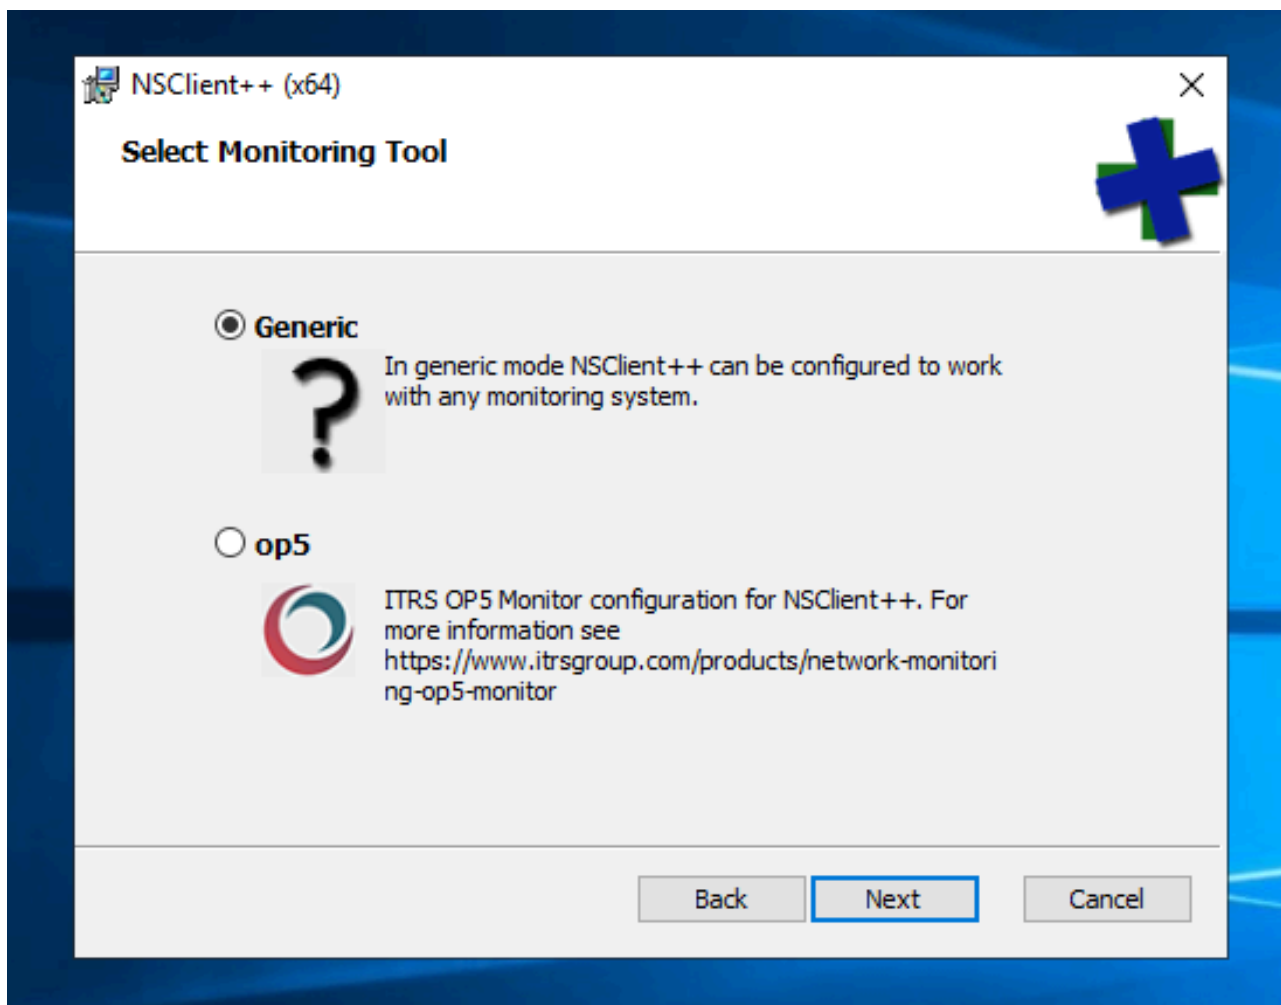 NSClient++ (x64)
Select Monitoring Tool
Generic
In generic mode NSClient++ can be configured to work
with any monitoring system.
op5
ITRS OP5 Monitor configuration for NSClient++. For
more information see
https://www.itrsgroup.com/products/network-monitori
ng-op5-monitor
Back Next Cancel